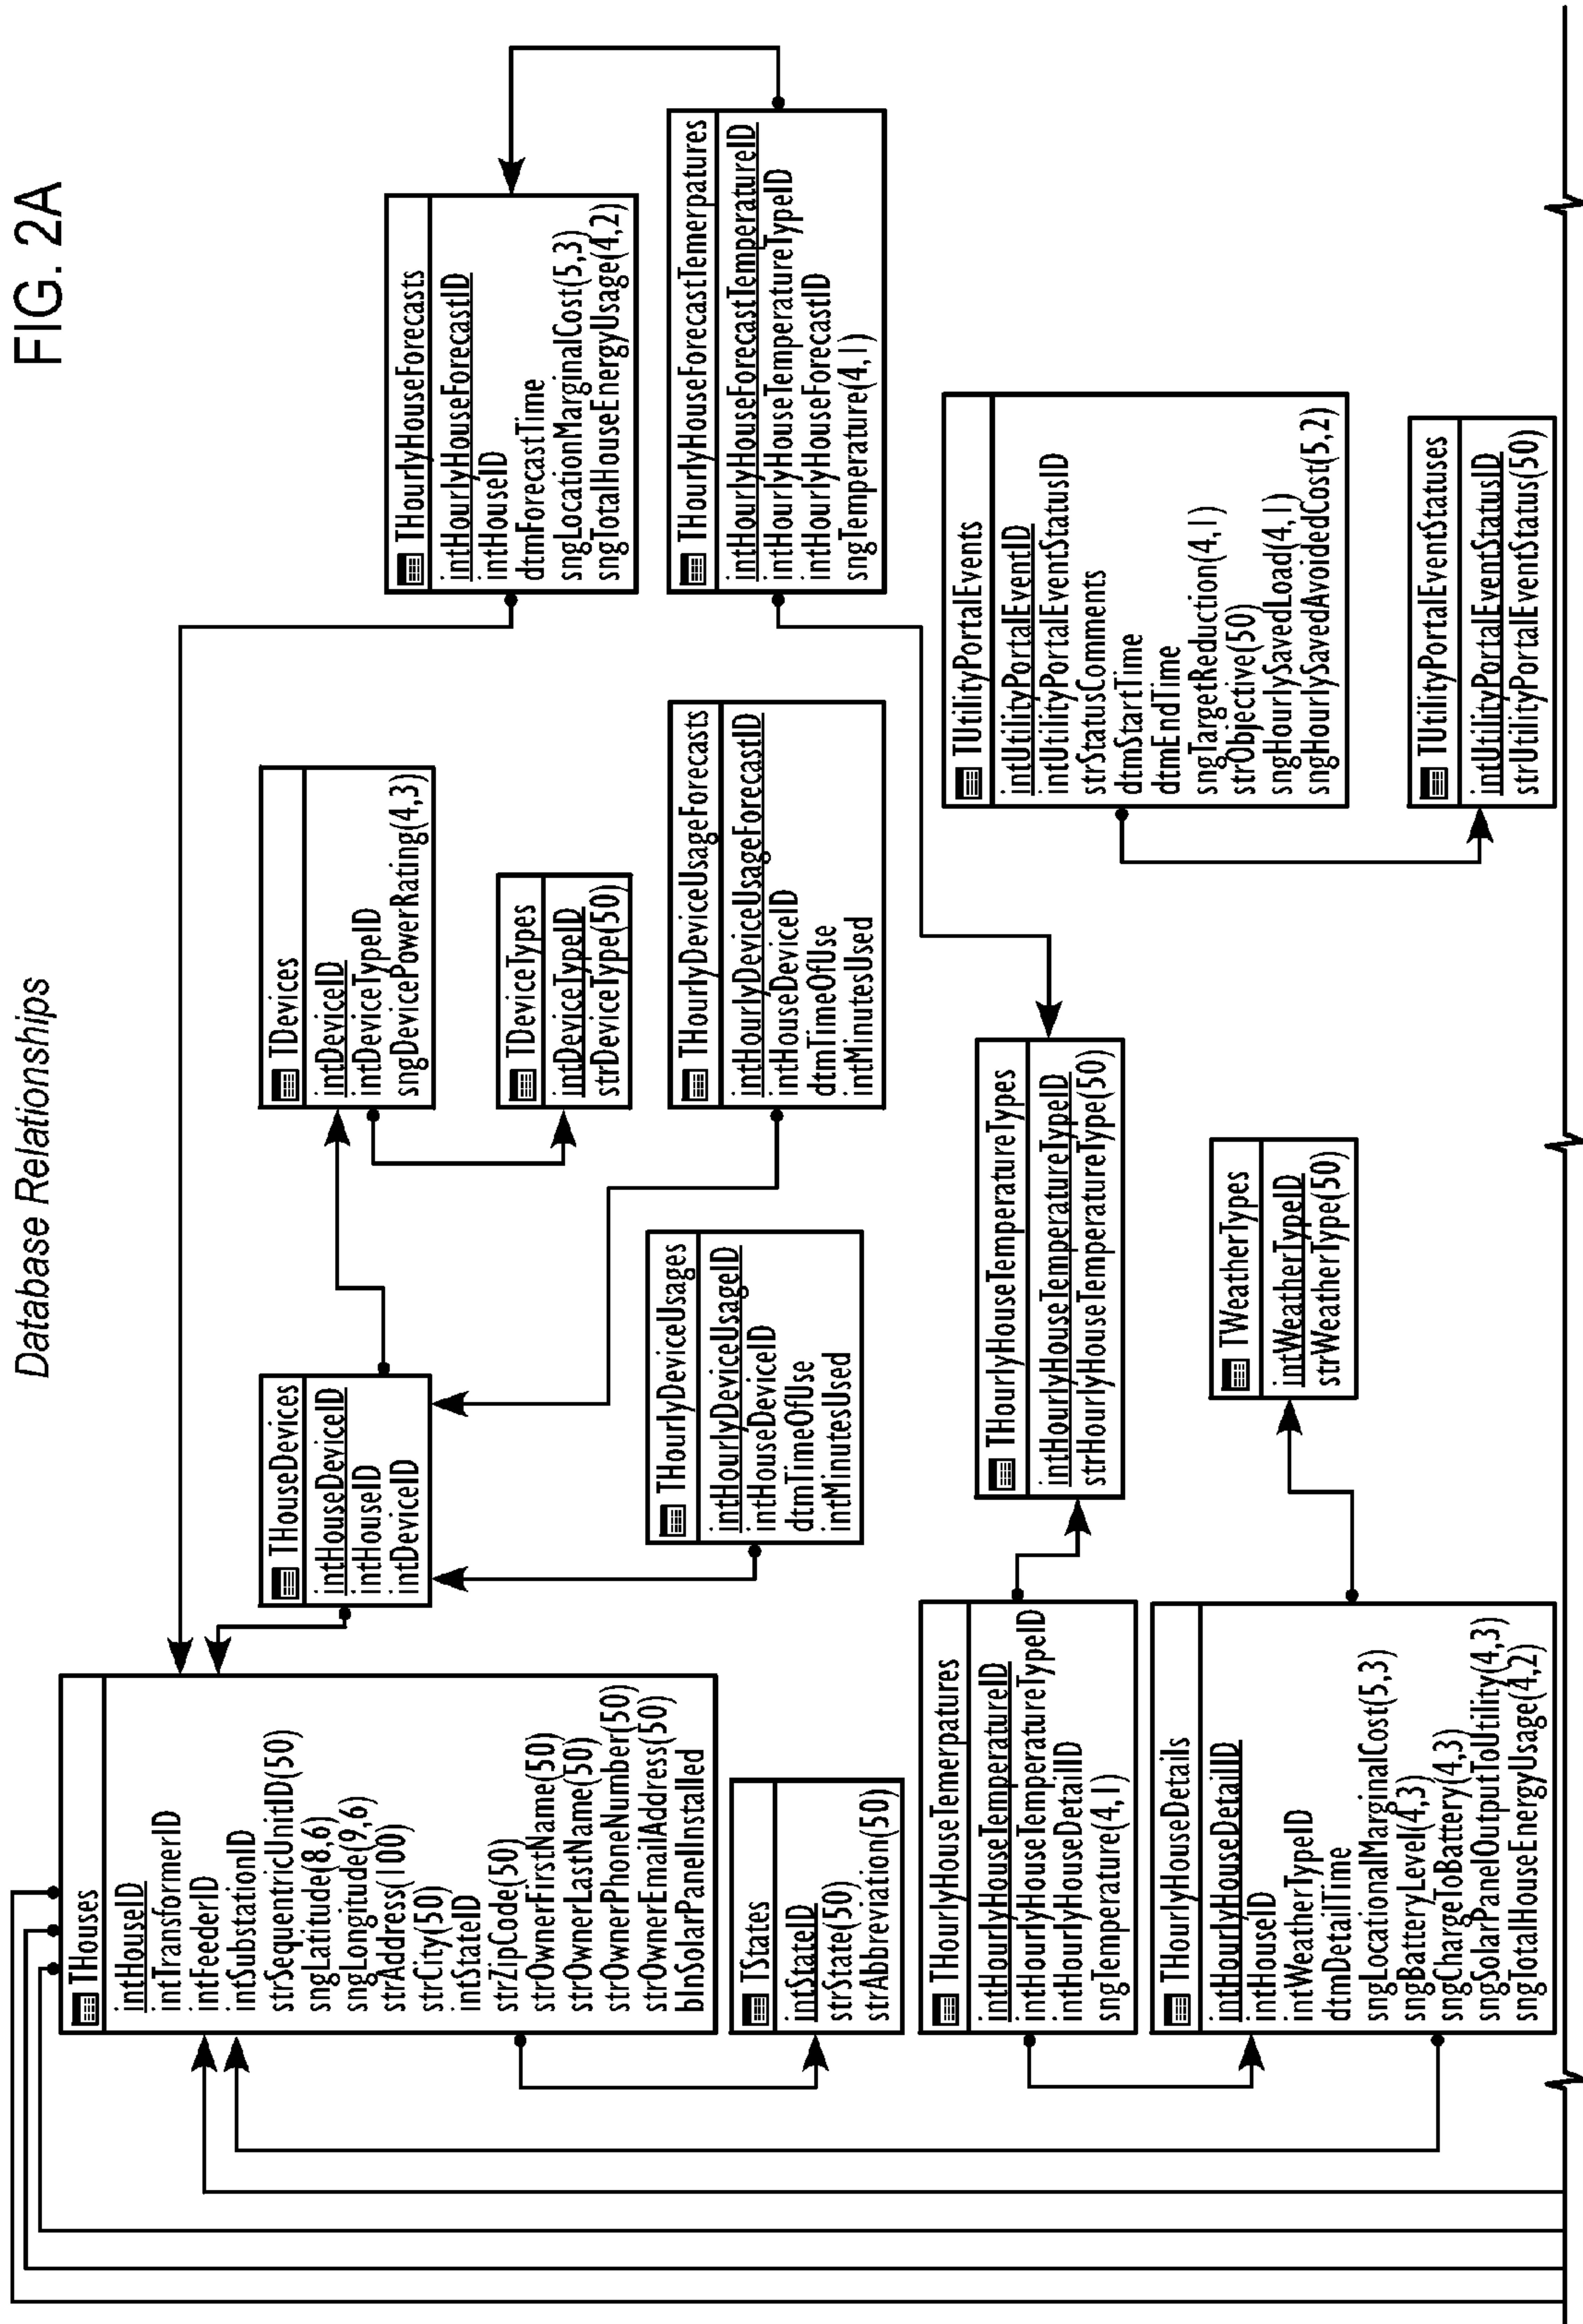 Database Relationships
FIG. 2A
THouses
intHouseID
intTransformerID
intFeederID
intSubstationID
strSequentricUnitID(50)
sngLatitude(8,6)
sngLongitude(9,6)
strAddress(100)
strCity(50)
intStateID
strZipCode(50)
strOwnerFirstName(50)
strOwnerLastName(50)
strOwnerPhoneNumber(50)
strOwnerEmailAddress(50)
blnSolarPanelInstalled
THouseDevices
intHouseDeviceID
intHouseID
intDeviceID
TDevices
intDeviceID
intDeviceTypeID
sngDevicePowerRating(4,3)
TDeviceTypes
intDeviceTypeID
strDeviceType(50)
THourlyHouseForecasts
intHourlyHouseForecastID
intHouseID
dtmForecastTime
sngLocationMarginalCost(5,3)
sngTotalHouseEnergyUsage(4,2)
THourlyDeviceUsages
intHourlyDeviceUsageID
intHouseDeviceID
dtmTimeOfUse
intMinutesUsed
THourlyDeviceUsageForecasts
intHourlyDeviceUsageForecastID
intHouseDeviceID
dtmTimeOfUse
intMinutesUsed
THourlyHouseForecastTemerpatures
intHourlyHouseForecastTemperatureID
intHourlyHouseTemperatureTypeID
intHourlyHouseForecastID
sngTemperature(4,1)
TStates
intStateID
strState(50)
strAbbreviation(50)
THourlyHouseTemerpatures
intHourlyHouseTemperatureID
intHourlyHouseTemperatureTypeID
intHourlyHouseDetailID
sngTemperature(4,1)
THourlyHouseTemperatureTypes
intHourlyHouseTemperatureTypeID
strHourlyHouseTemperatureType(50)
TUtilityPortalEvents
intUtilityPortalEventID
intUtilityPortalEventStatusID
strStatusComments
dtmStartTime
dtmEndTime
sngTargetReduction(4,1)
strObjective(50)
sngHourlySavedLoad(4,1)
sngHourlySavedAvoidedCost(5,2)
THourlyHouseDetails
intHourlyHouseDetailID
intHouseID
intWeatherTypeID
dtmDetailTime
sngLocationalMarginalCost(5,3)
sngBatteryLevel(4,3)
sngChargeToBattery(4,3)
sngSolarPanelOutputToUtility(4,3)
sngTotalHouseEnergyUsage(4,2)
TWeatherTypes
intWeatherTypeID
strWeatherType(50)
TUtilityPortalEventStatuses
intUtilityPortalEventStatusID
strUtilityPortalEventStatus(50)